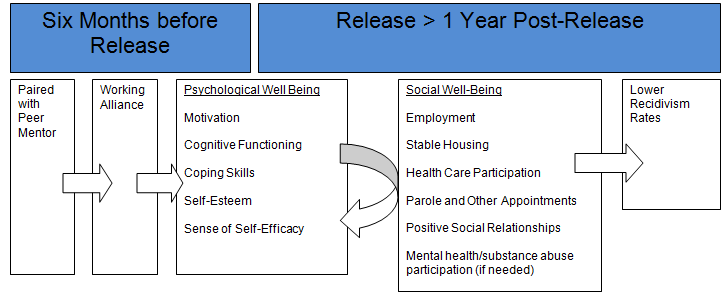 Six Months before
Release
Release > 1 Year Post-Release
Paired
with
Peer
Mentor
Working
Alliance
Psychological Well Being
Motivation
Cognitive Functioning
Coping Skills
Self-Esteem
Sense of Self-Efficacy
Social Well-Being
Employment
Stable Housing
Health Care Participation
Parole and Other Appointments
Positive Social Relationships
Mental health/substance abuse
participation (if needed)
Lower
Recidivism
Rates